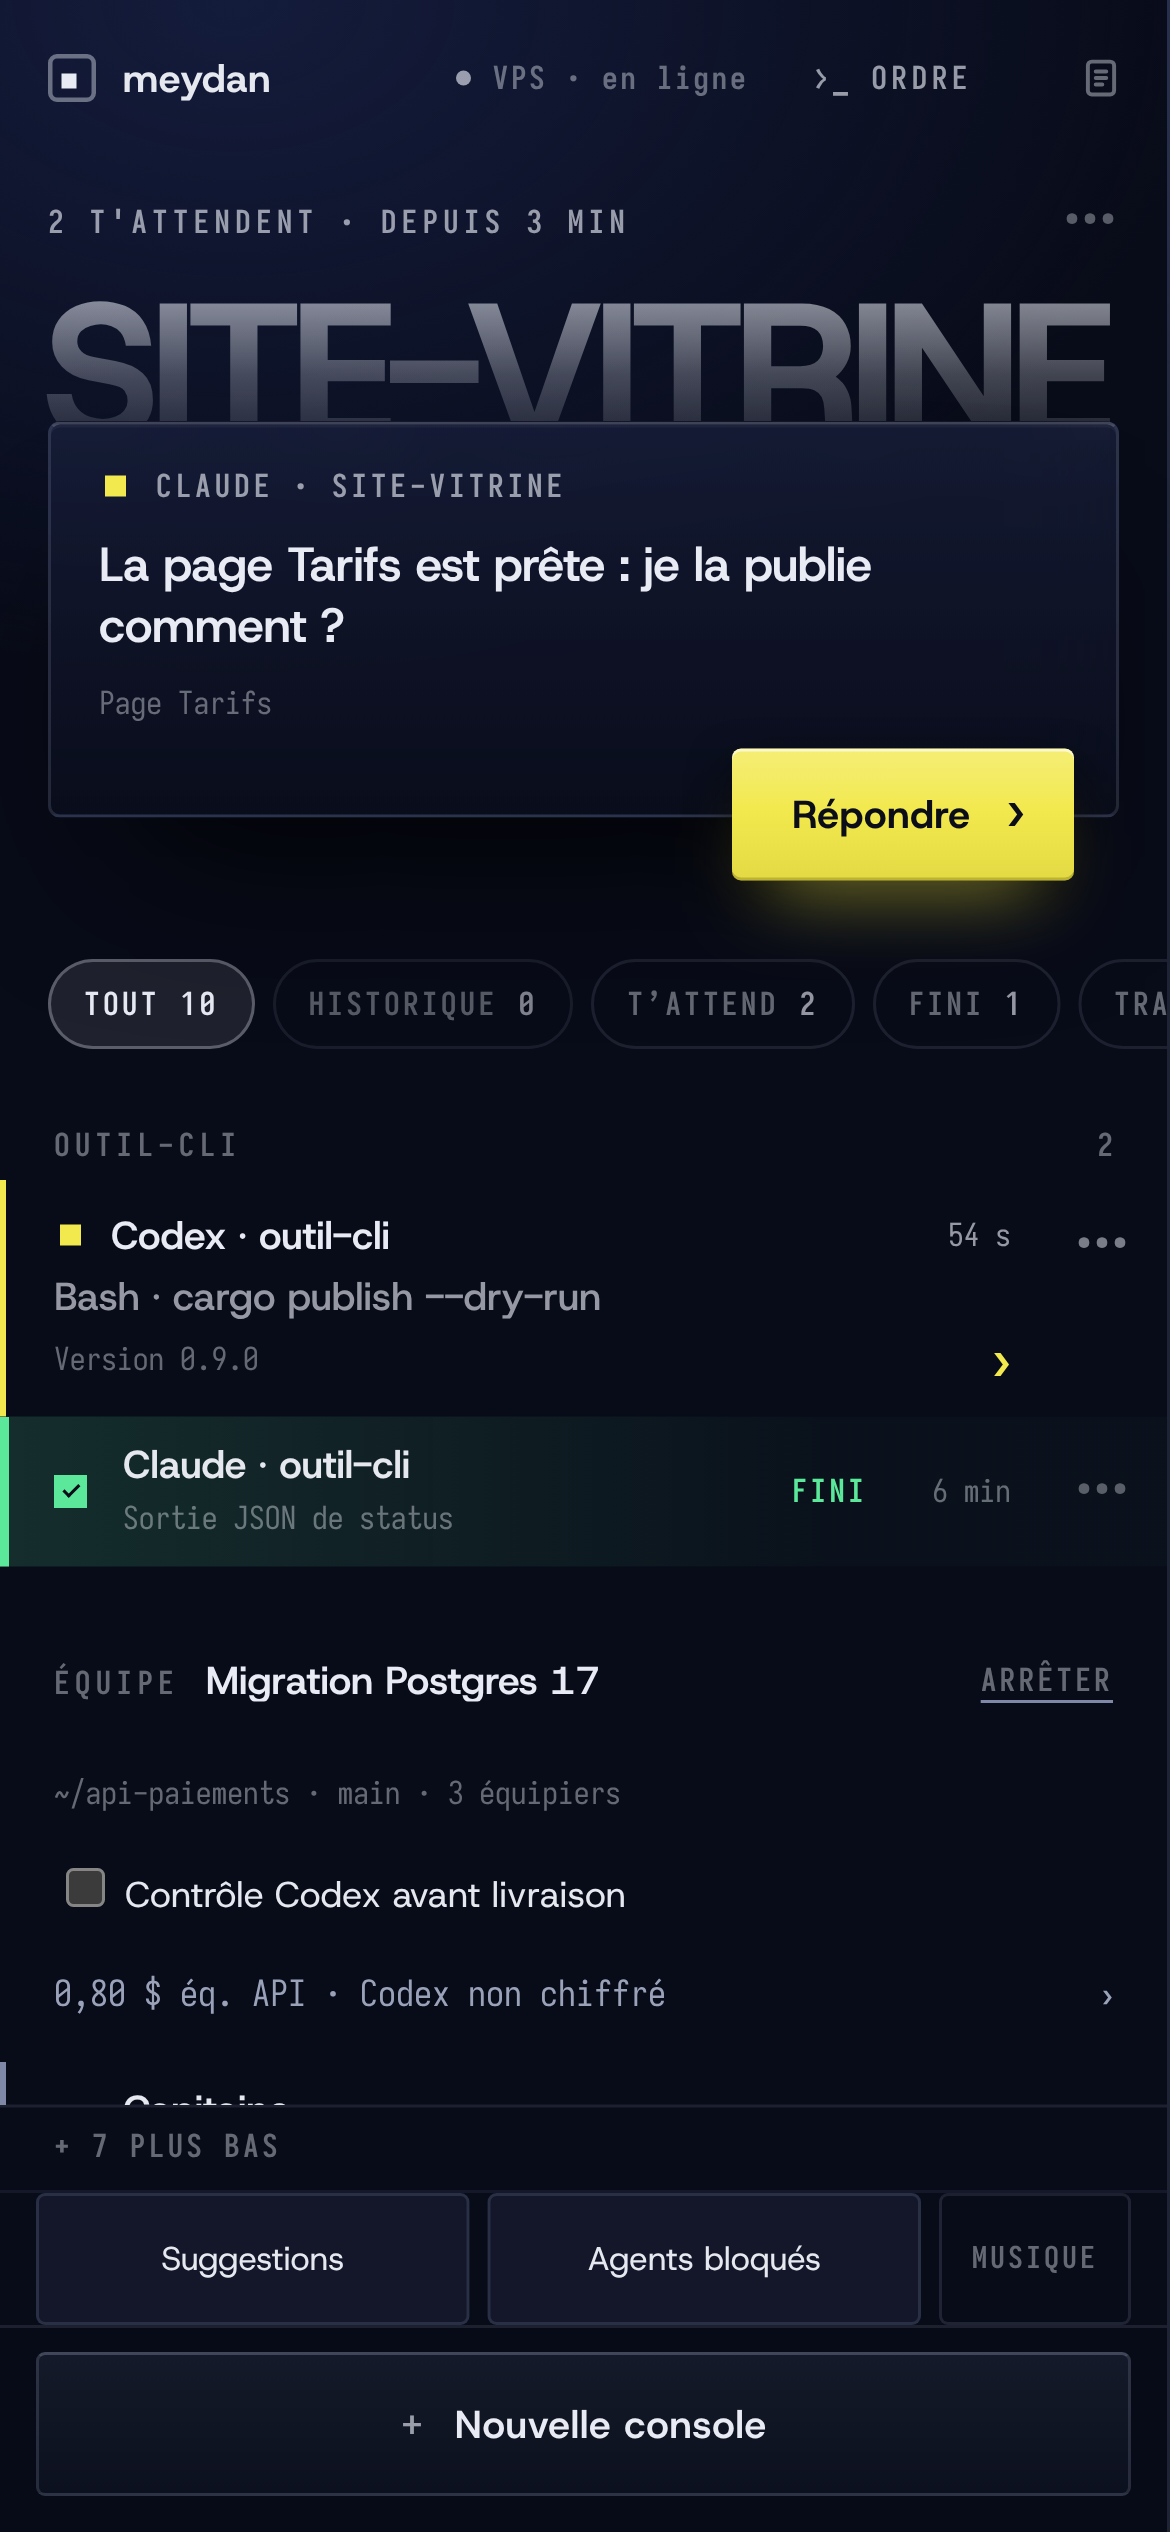 meydan
VPS · en ligne
›_ ORDRE
2 T'ATTENDENT · DEPUIS 3 MIN
SITE-VITRINE
CLAUDE · SITE-VITRINE
La page Tarifs est prête : je la publie
comment ?
Page Tarifs
Répondre ›
TOUT 10
HISTORIQUE 0
T’ATTEND 2
FINI 1
TRA
OUTIL-CLI 2
Codex · outil-cli 54 s
Bash · cargo publish --dry-run
Version 0.9.0 ›
Claude · outil-cli
Sortie JSON de status
FINI 6 min
ÉQUIPE Migration Postgres 17 ARRÊTER
~/api-paiements · main · 3 équipiers
Contrôle Codex avant livraison
0,80 $ éq. API · Codex non chiffré ›
Capitaine
+ 7 PLUS BAS
Suggestions
Agents bloqués
MUSIQUE
+ Nouvelle console